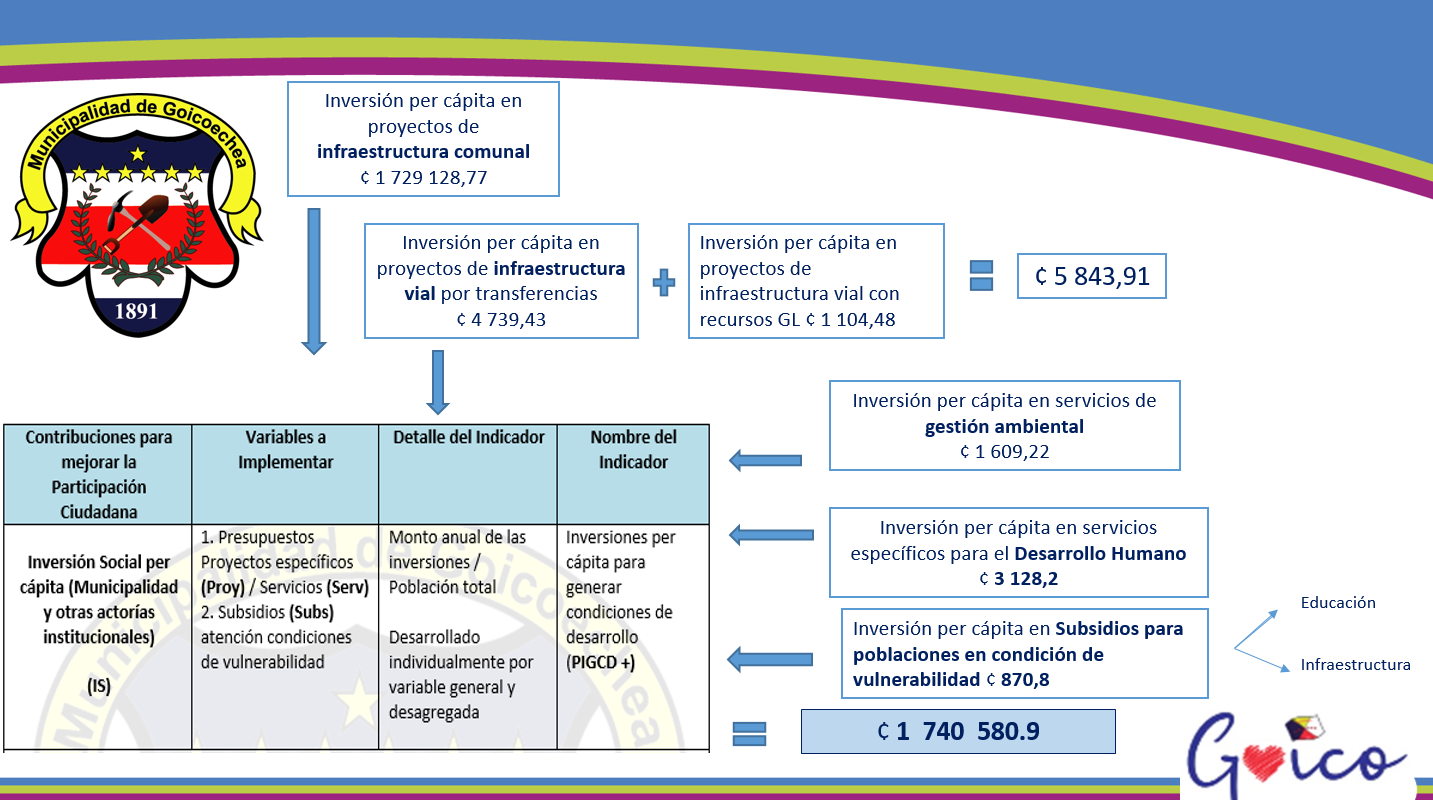 Municipalidad de Goicoechea
1891
Inversión per cápita en
proyectos de
infraestructura comunal
¢ 1 729 128,77
Inversión per cápita en
proyectos de infraestructura
vial por transferencias
¢ 4 739,43
Inversión per cápita en
proyectos de
infraestructura vial con
recursos GL ¢ 1 104,48
¢ 5 843,91
Inversión per cápita en servicios de
gestión ambiental
¢ 1 609,22
Inversión per cápita en servicios
específicos para el Desarrollo Humano
¢ 3 128,2
Inversión per cápita en Subsidios para
poblaciones en condición de
vulnerabilidad ¢ 870,8
Educación
Infraestructura
Contribuciones para
mejorar la
Participación
Ciudadana
Variables a
Implementar
Detalle del Indicador
Nombre del
Indicador
Inversión Social per
cápita (Municipalidad
y otras actorías
institucionales)
(IS)
1. Presupuestos
Proyectos específicos
(Proy) / Servicios (Serv)
2. Subsidios (Subs)
atención condiciones
de vulnerabilidad
Monto anual de las
inversiones /
Población total
Desarrollado
individualmente por
variable general y
desagregada
Inversiones per
cápita para
generar
condiciones de
desarrollo
(PIGCD +)
Municipalidad de Goicoechea
¢ 1 740 580.9
Goico